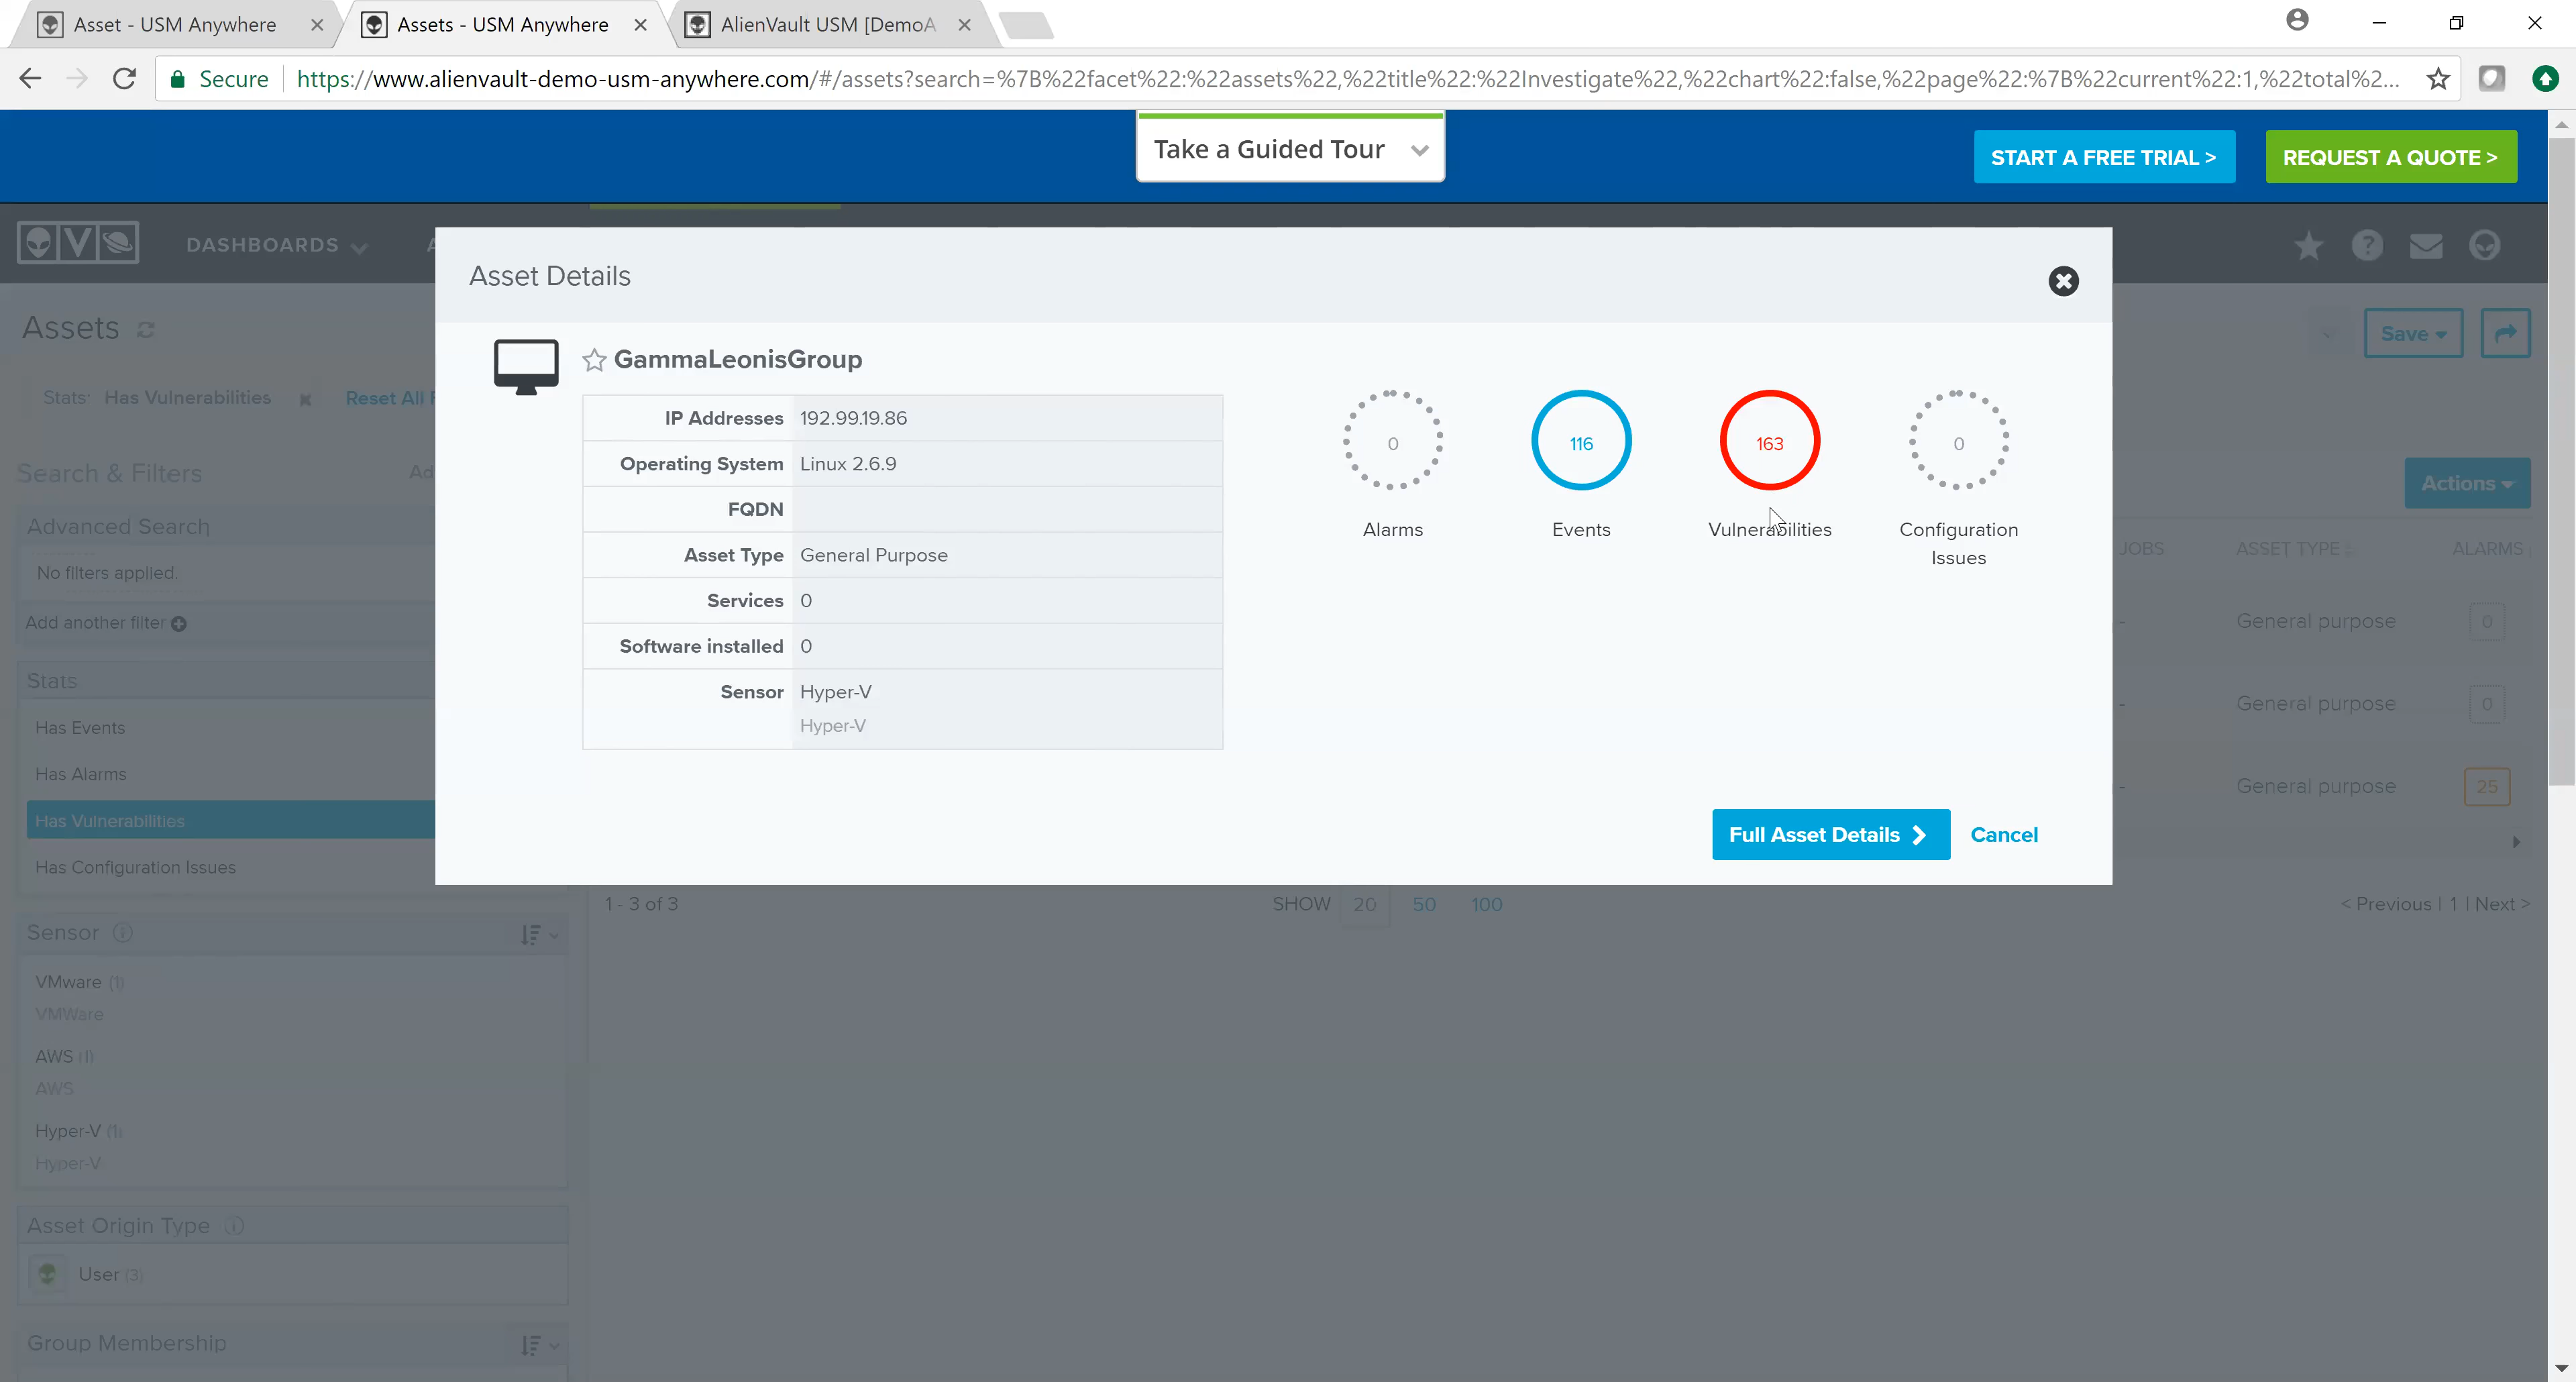 Asset - USM Anywhere
Assets - USM Anywhere
AlienVault USM [DemoA
Secure
https://www.alienvault-demo-usm-anywhere.com/#/assets?search=%7B%22facet%22:%22assets%22,%22title%22:%22Investigate%22,%22chart%22:false,%22page%22:%7B%22current%22:1,%22total%2...
Take a Guided Tour
START A FREE TRIAL >
REQUEST A QUOTE >
DASHBOARDS
A
Asset Details
Assets
Save
GammaLeonisGroup
Stats: Has Vulnerabilities
Reset All F
IP Addresses 192.99.19.86
Operating System Linux 2.6.9
FQDN
Asset Type General Purpose
Services 0
Software installed 0
Sensor Hyper-V
Hyper-V
0
116
163
0
Alarms
Events
Vulnerabilities
Configuration
Issues
Full Asset Details
Cancel
Search & Filters
Ad
Actions
Advanced Search
No filters applied.
Add another filter
JOBS
ASSET TYPE
ALARMS
- General purpose 0
- General purpose 0
- General purpose 25
Stats
Has Events
Has Alarms
Has Vulnerabilities
Has Configuration Issues
1 - 3 of 3
SHOW 20 50 100
< Previous | 1 | Next >
Sensor
VMware (1)
VMWare
AWS (1)
AWS
Hyper-V (1)
Hyper-V
Asset Origin Type
User (3)
Group Membership